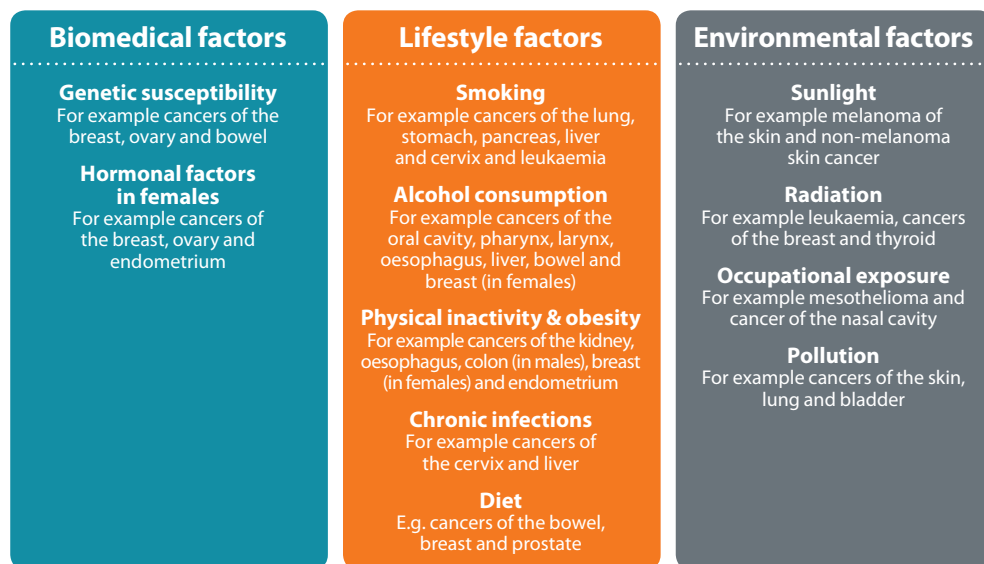 Biomedical factors
Genetic susceptibility
For example cancers of the
breast, ovary and bowel
Hormonal factors
in females
For example cancers of
the breast, ovary and
endometrium
Lifestyle factors
Smoking
For example cancers of the lung,
stomach, pancreas, liver
and cervix and leukaemia
Alcohol consumption
For example cancers of the
oral cavity, pharynx, larynx,
oesophagus, liver, bowel and
breast (in females)
Physical inactivity & obesity
For example cancers of the kidney,
oesophagus, colon (in males), breast
(in females) and endometrium
Chronic infections
For example cancers of
the cervix and liver
Diet
E.g. cancers of the bowel,
breast and prostate
Environmental factors
Sunlight
For example melanoma of
the skin and non-melanoma
skin cancer
Radiation
For example leukaemia, cancers
of the breast and thyroid
Occupational exposure
For example mesothelioma and
cancer of the nasal cavity
Pollution
For example cancers of the skin,
lung and bladder